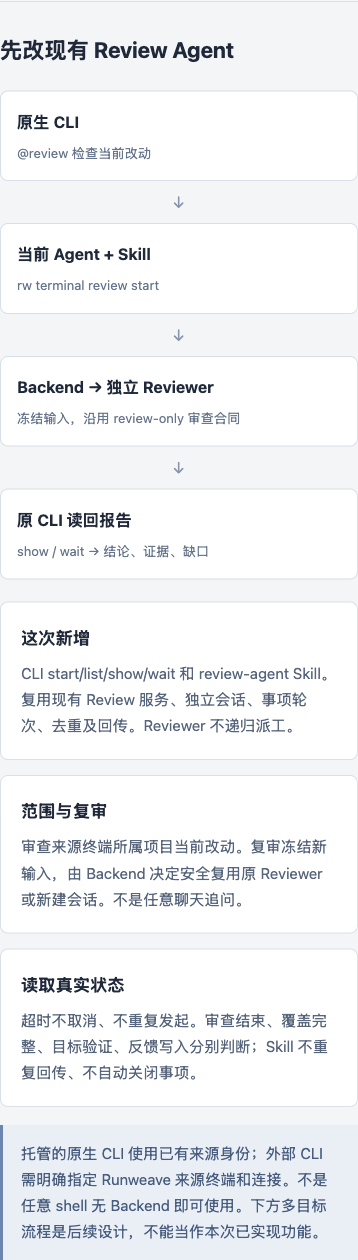 先改现有 Review Agent
原生 CLI
@review 检查当前改动
↓
当前 Agent + Skill
rw terminal review start
↓
Backend → 独立 Reviewer
冻结输入，沿用 review-only 审查合同
↓
原 CLI 读回报告
show / wait → 结论、证据、缺口
这次新增
CLI start/list/show/wait 和 review-agent Skill。
复用现有 Review 服务、独立会话、事项轮
次、去重及回传。Reviewer 不递归派工。
范围与复审
审查来源终端所属项目当前改动。复审冻结新
输入，由 Backend 决定安全复用原 Reviewer
或新建会话。不是任意聊天追问。
读取真实状态
超时不取消、不重复发起。审查结束、覆盖完
整、目标验证、反馈写入分别判断；Skill 不重
复回传、不自动关闭事项。
托管的原生 CLI 使用已有来源身份；外部 CLI
需明确指定 Runweave 来源终端和连接。不是
任意 shell 无 Backend 即可使用。下方多目标
流程是后续设计，不能当作本次已实现功能。